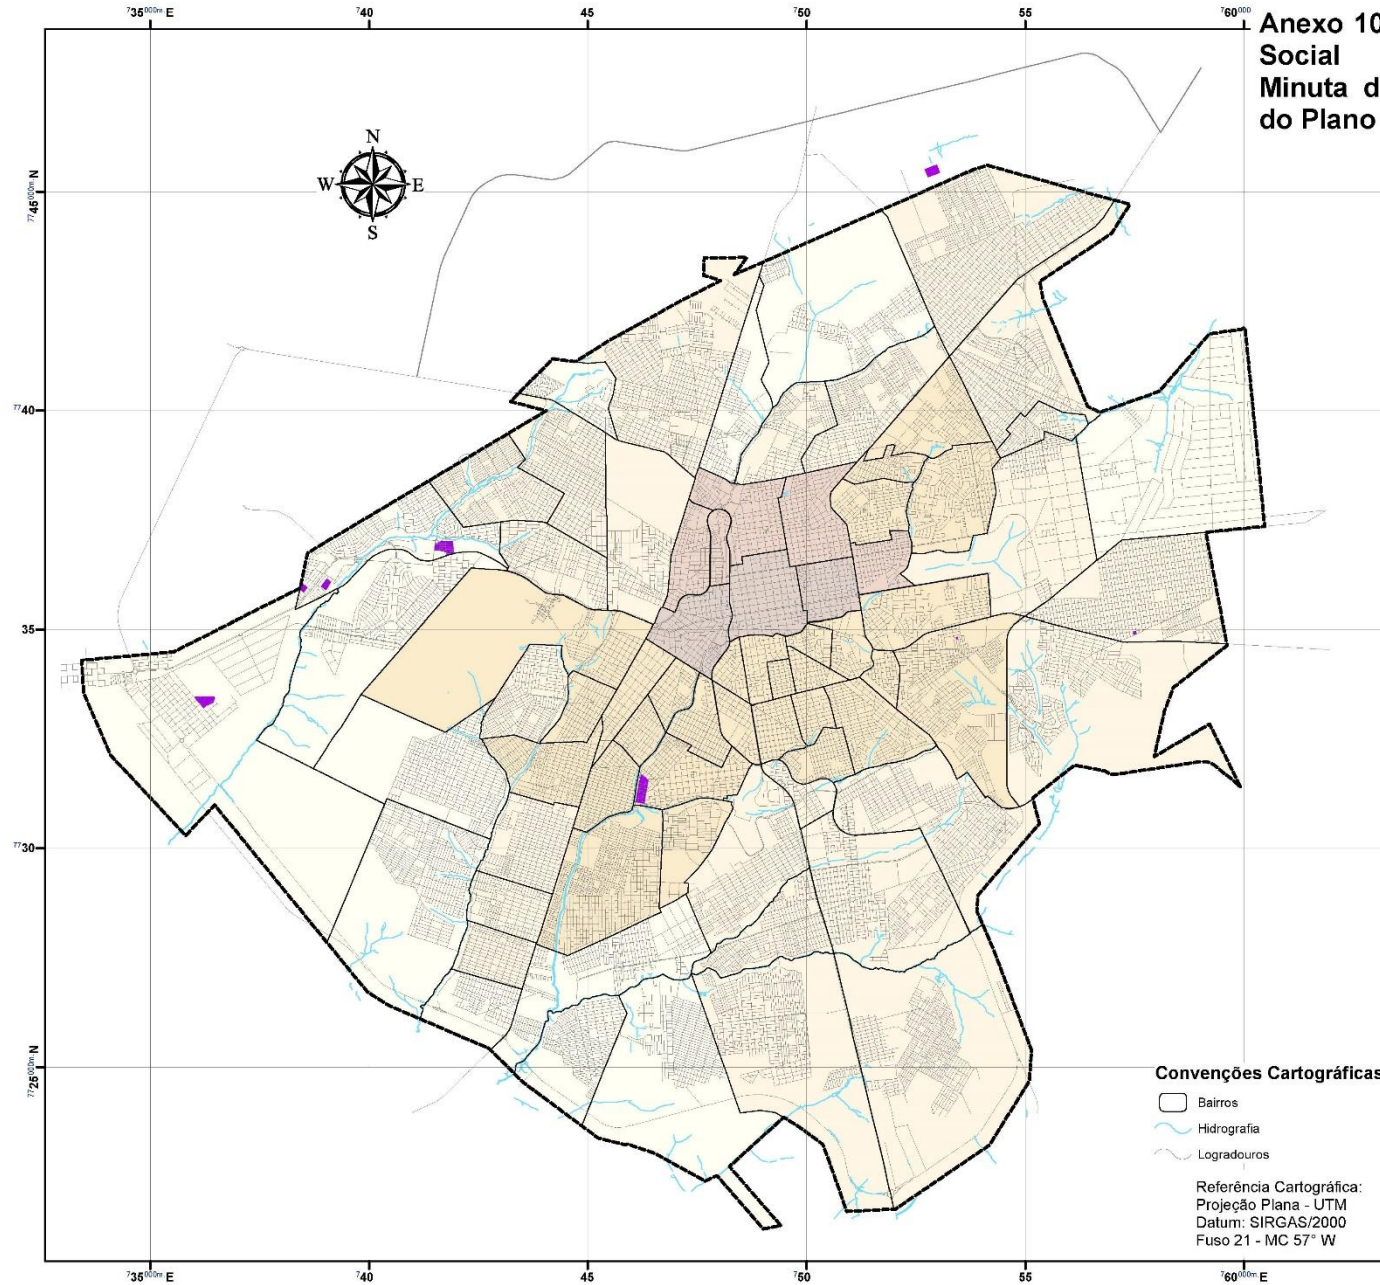 ⁷35⁰⁰⁰ᵐ· E
⁷40
45
⁷50
55
⁷60⁰⁰⁰
Anexo 10
Social
Minuta d
do Plano
N
W
E
S
⁷⁷45⁰⁰⁰ᵐ· N
⁷⁷40
35
⁷⁷30
⁷⁷25⁰⁰⁰ᵐ· N
Convenções Cartográficas
Bairros
Hidrografia
Logradouros
Referência Cartográfica:
Projeção Plana - UTM
Datum: SIRGAS/2000
Fuso 21 - MC 57° W
⁷35⁰⁰⁰ᵐ· E
⁷40
45
⁷50
55
⁷60⁰⁰⁰ᵐ· E